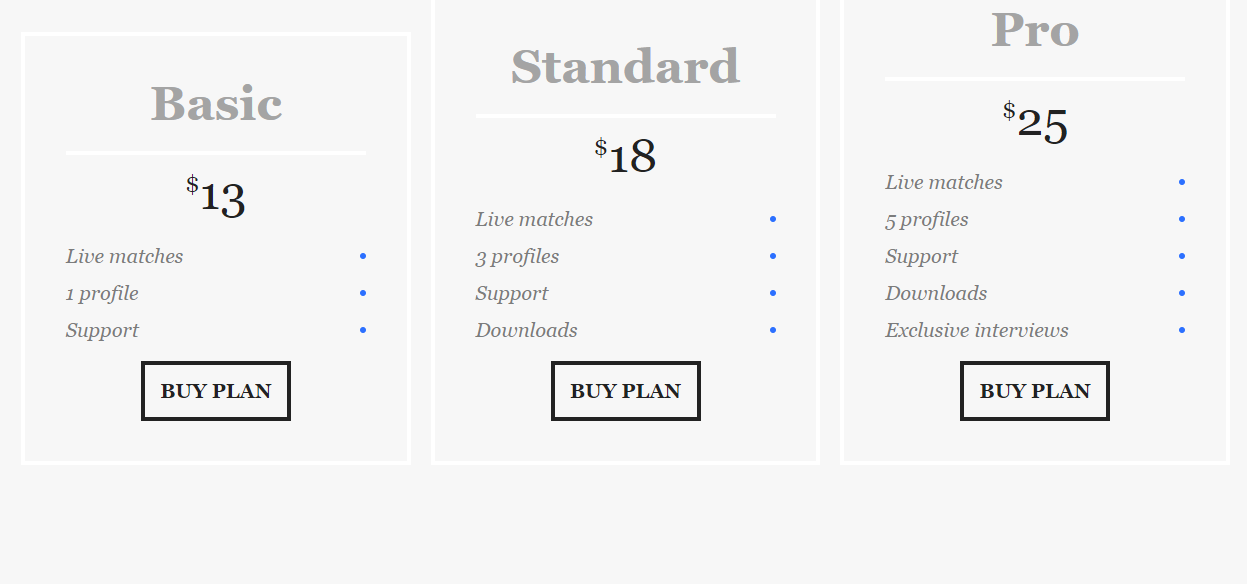 Basic
$13
Live matches
1 profile
Support
BUY PLAN
Standard
$18
Live matches
3 profiles
Support
Downloads
BUY PLAN
Pro
$25
Live matches
5 profiles
Support
Downloads
Exclusive interviews
BUY PLAN